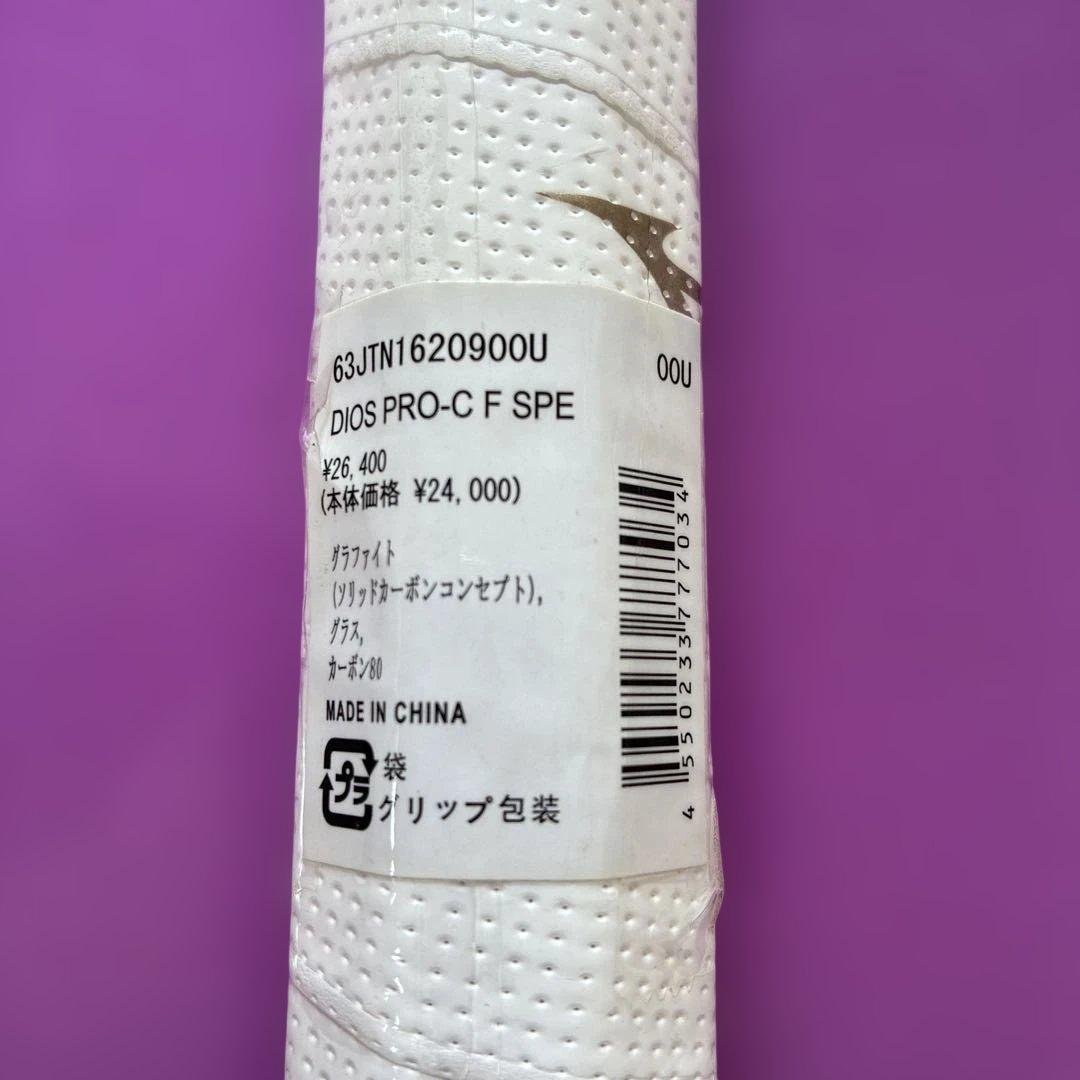 63JTN1620900U
00U
DIOS PRO-C F SPE
¥26,400
(本体価格 ¥24,000)
グラファイト
(ソリッドカーボンコンセプト),
グラス,
カーボン80
MADE IN CHINA
プラ
袋
グリップ包装
4550233777034